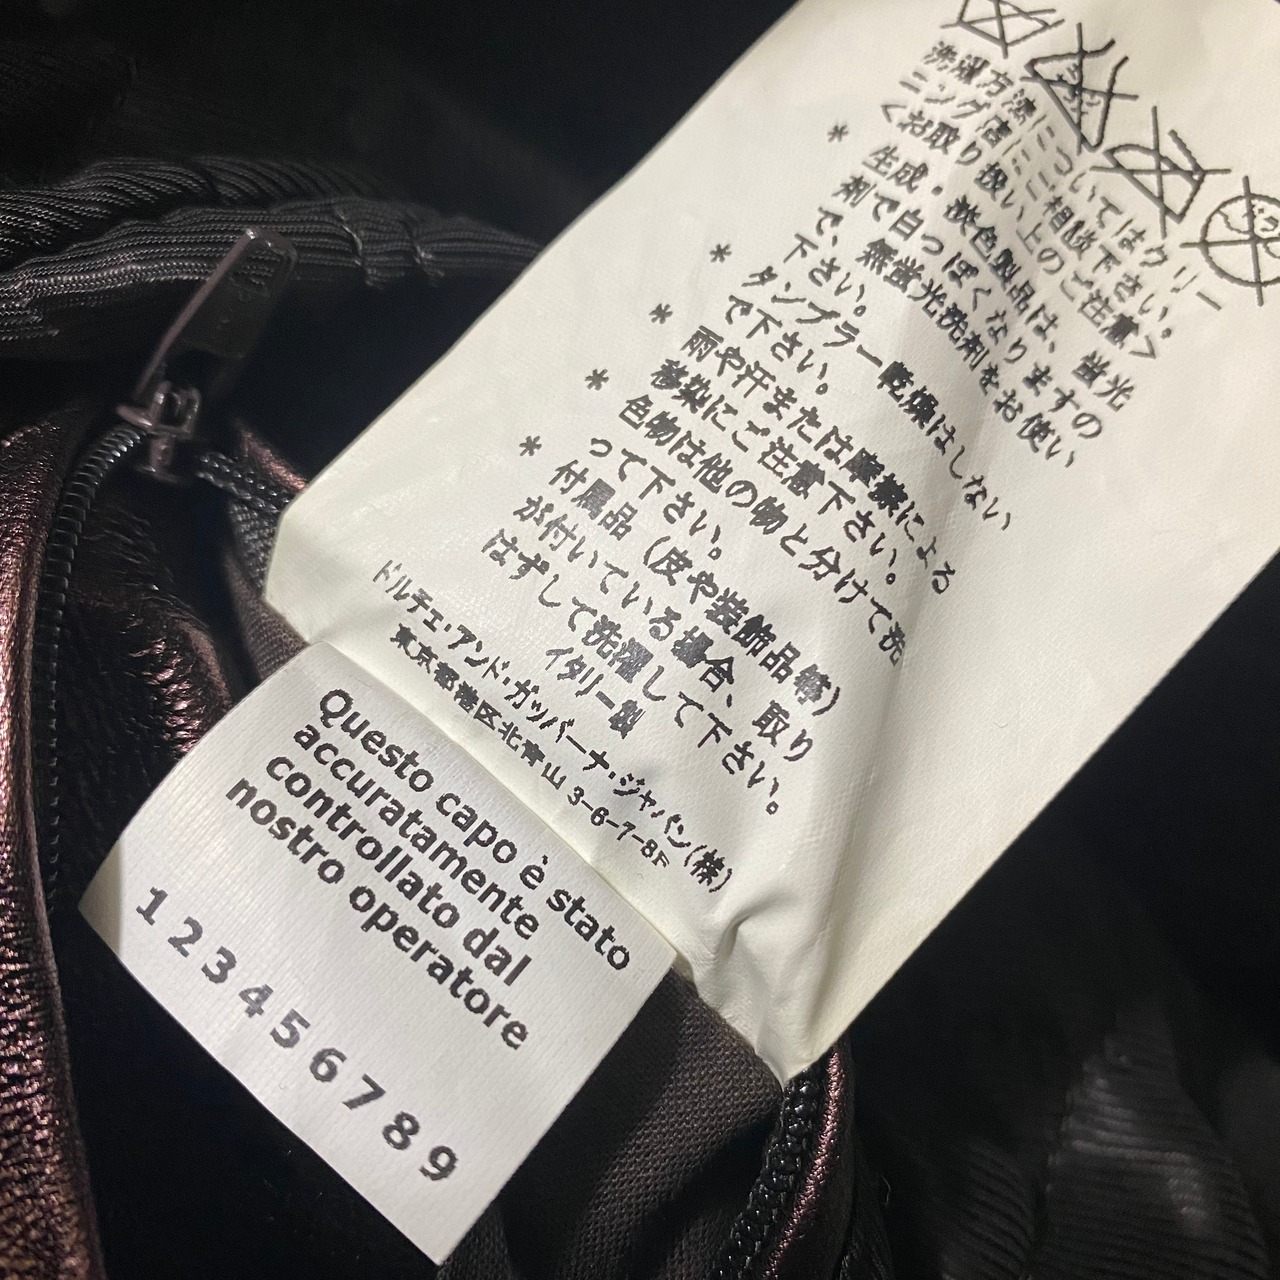 洗濯方法についてはクリー
ニング店にご相談下さい。
<お取り扱い上のご注意>
* 生成・淡色製品は、蛍光
剤で白っぽくなりますの
で、無蛍光洗剤をお使い
下さい。
* タンブラー乾燥はしない
で下さい。
* 雨や汗または摩擦による
移染にご注意下さい。
* 色物は他の物と分けて洗
って下さい。
* 付属品(皮や装飾品等)
が付いている場合、取り
はずして洗濯して下さい。
イタリー製
ドルチェ・アンド・ガッバーナ・ジャパン(株)
東京都港区北青山 3-6-7-8F
Questo capo è stato
accuratamente
controllato dal
nostro operatore
1 2 3 4 5 6 7 8 9